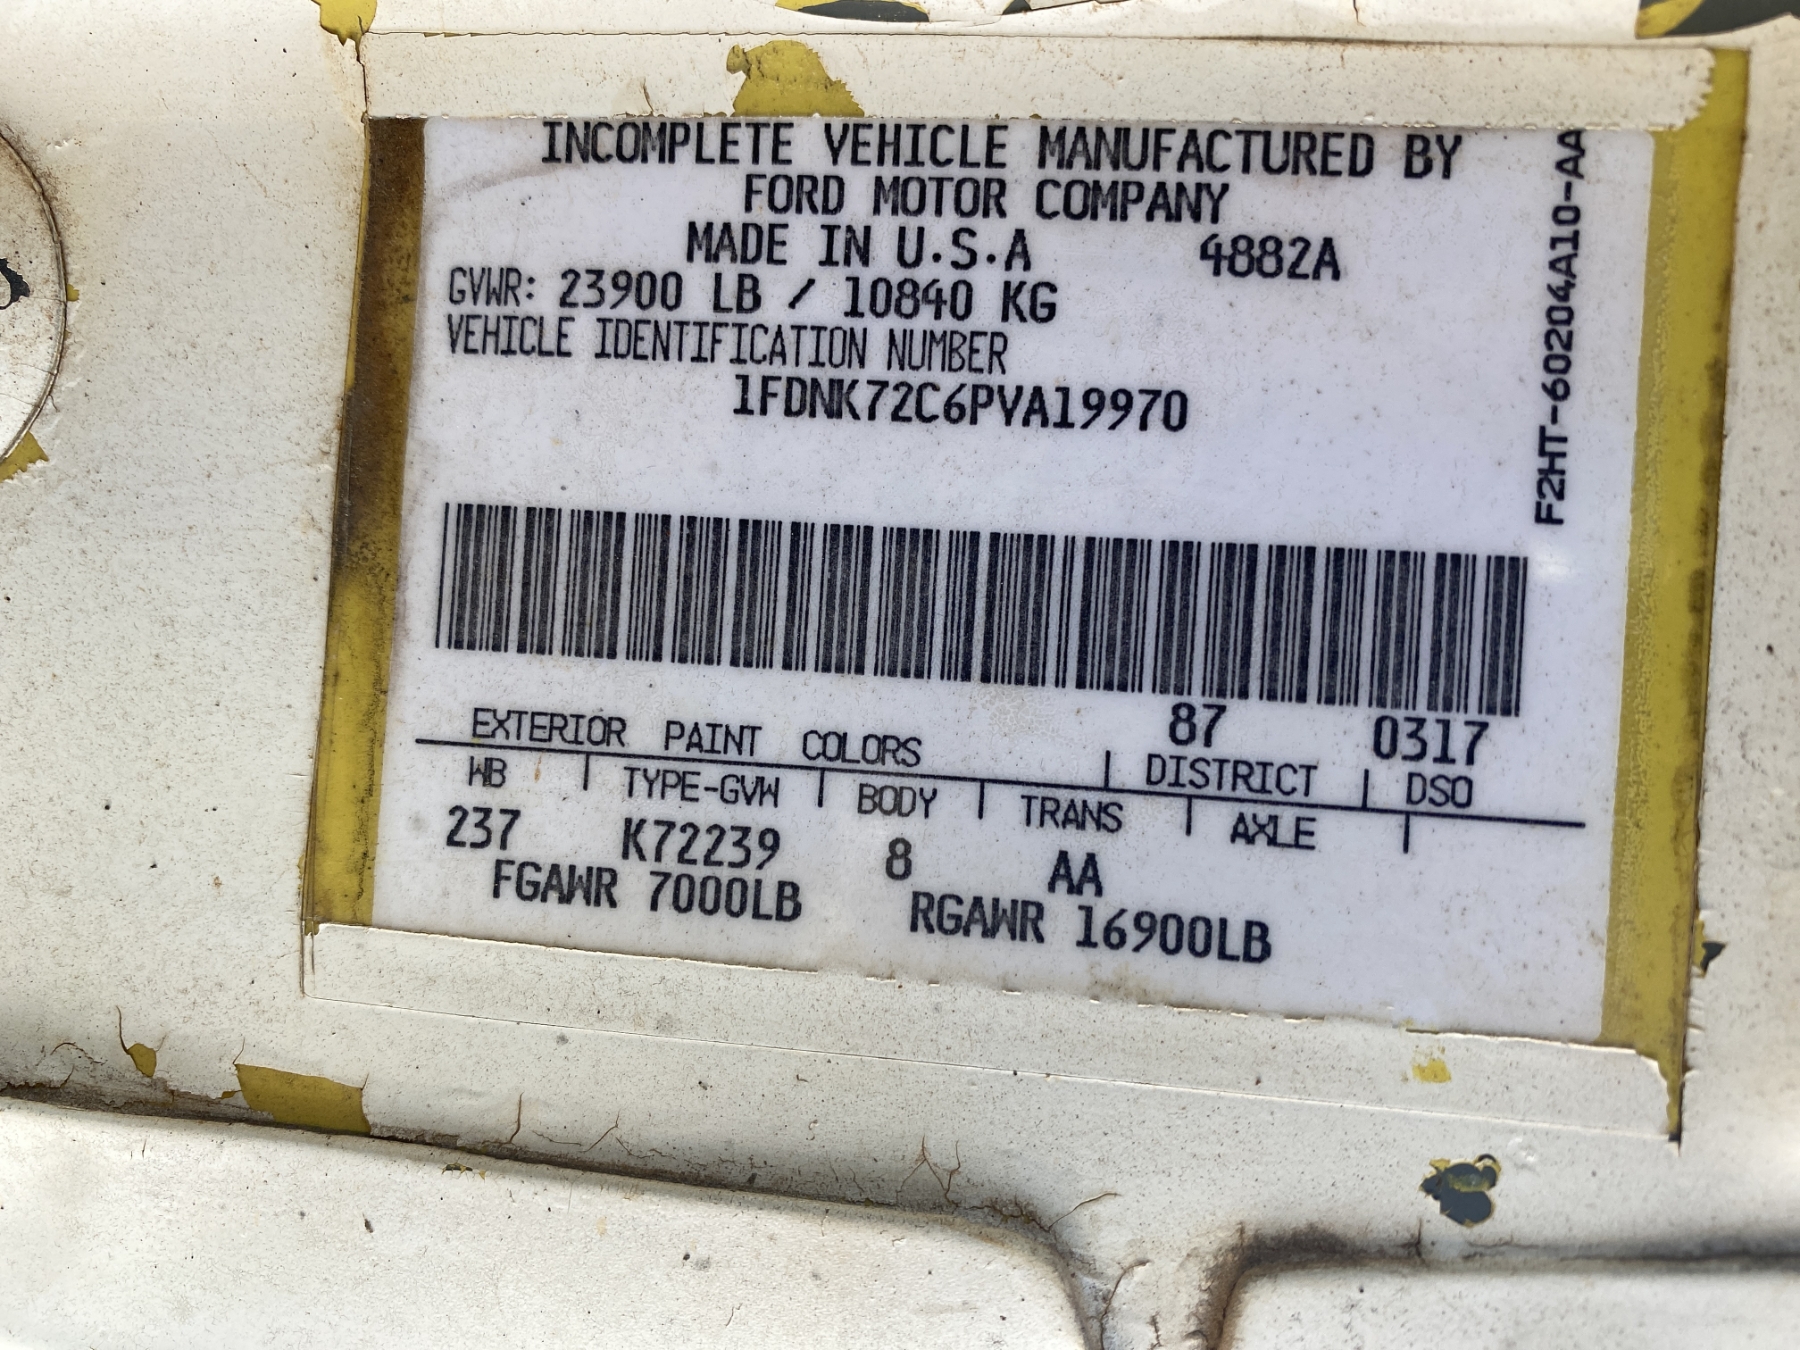 INCOMPLETE VEHICLE MANUFACTURED BY
FORD MOTOR COMPANY
MADE IN U.S.A 4882A
GVWR: 23900 LB / 10840 KG
VEHICLE IDENTIFICATION NUMBER
1FDNK72C6PVA19970
F2HT-60204A10-AA
87 0317
EXTERIOR PAINT COLORS DISTRICT DSO
WB TYPE-GVW BODY TRANS AXLE
237 K72239 8 AA
FGAWR 7000LB RGAWR 16900LB